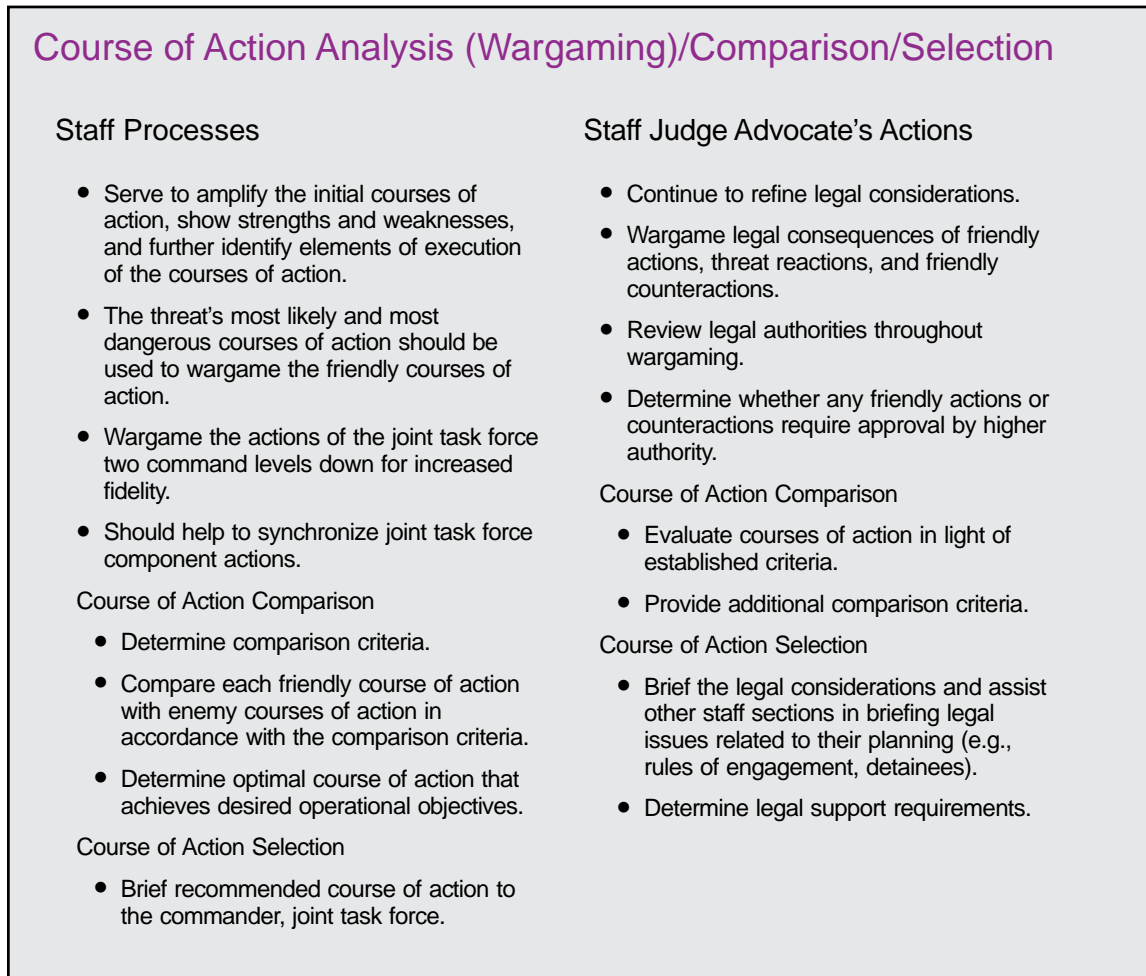 Course of Action Analysis (Wargaming)/Comparison/Selection
Staff Processes
• Serve to amplify the initial courses of
action, show strengths and weaknesses,
and further identify elements of execution
of the courses of action.
• The threat’s most likely and most
dangerous courses of action should be
used to wargame the friendly courses of
action.
• Wargame the actions of the joint task force
two command levels down for increased
fidelity.
• Should help to synchronize joint task force
component actions.
Course of Action Comparison
• Determine comparison criteria.
• Compare each friendly course of action
with enemy courses of action in
accordance with the comparison criteria.
• Determine optimal course of action that
achieves desired operational objectives.
Course of Action Selection
• Brief recommended course of action to
the commander, joint task force.
Staff Judge Advocate’s Actions
• Continue to refine legal considerations.
• Wargame legal consequences of friendly
actions, threat reactions, and friendly
counteractions.
• Review legal authorities throughout
wargaming.
• Determine whether any friendly actions or
counteractions require approval by higher
authority.
Course of Action Comparison
• Evaluate courses of action in light of
established criteria.
• Provide additional comparison criteria.
Course of Action Selection
• Brief the legal considerations and assist
other staff sections in briefing legal
issues related to their planning (e.g.,
rules of engagement, detainees).
• Determine legal support requirements.